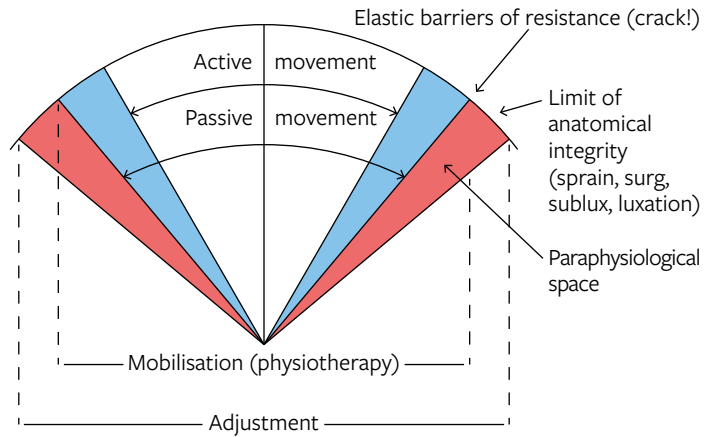 Elastic barriers of resistance (crack!)
Active movement
Passive movement
Limit of
anatomical
integrity
(sprain, surg,
sublux, luxation)
Paraphysiological
space
Mobilisation (physiotherapy)
Adjustment